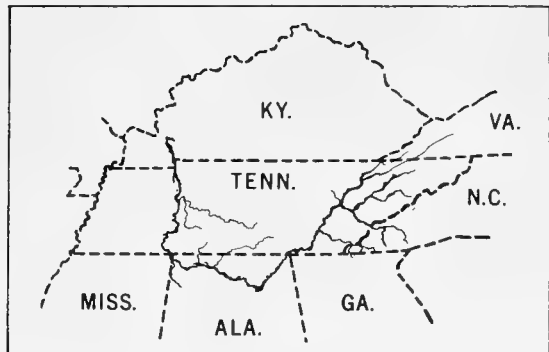 KY.
VA.
TENN.
N.C.
MISS.
ALA.
GA.